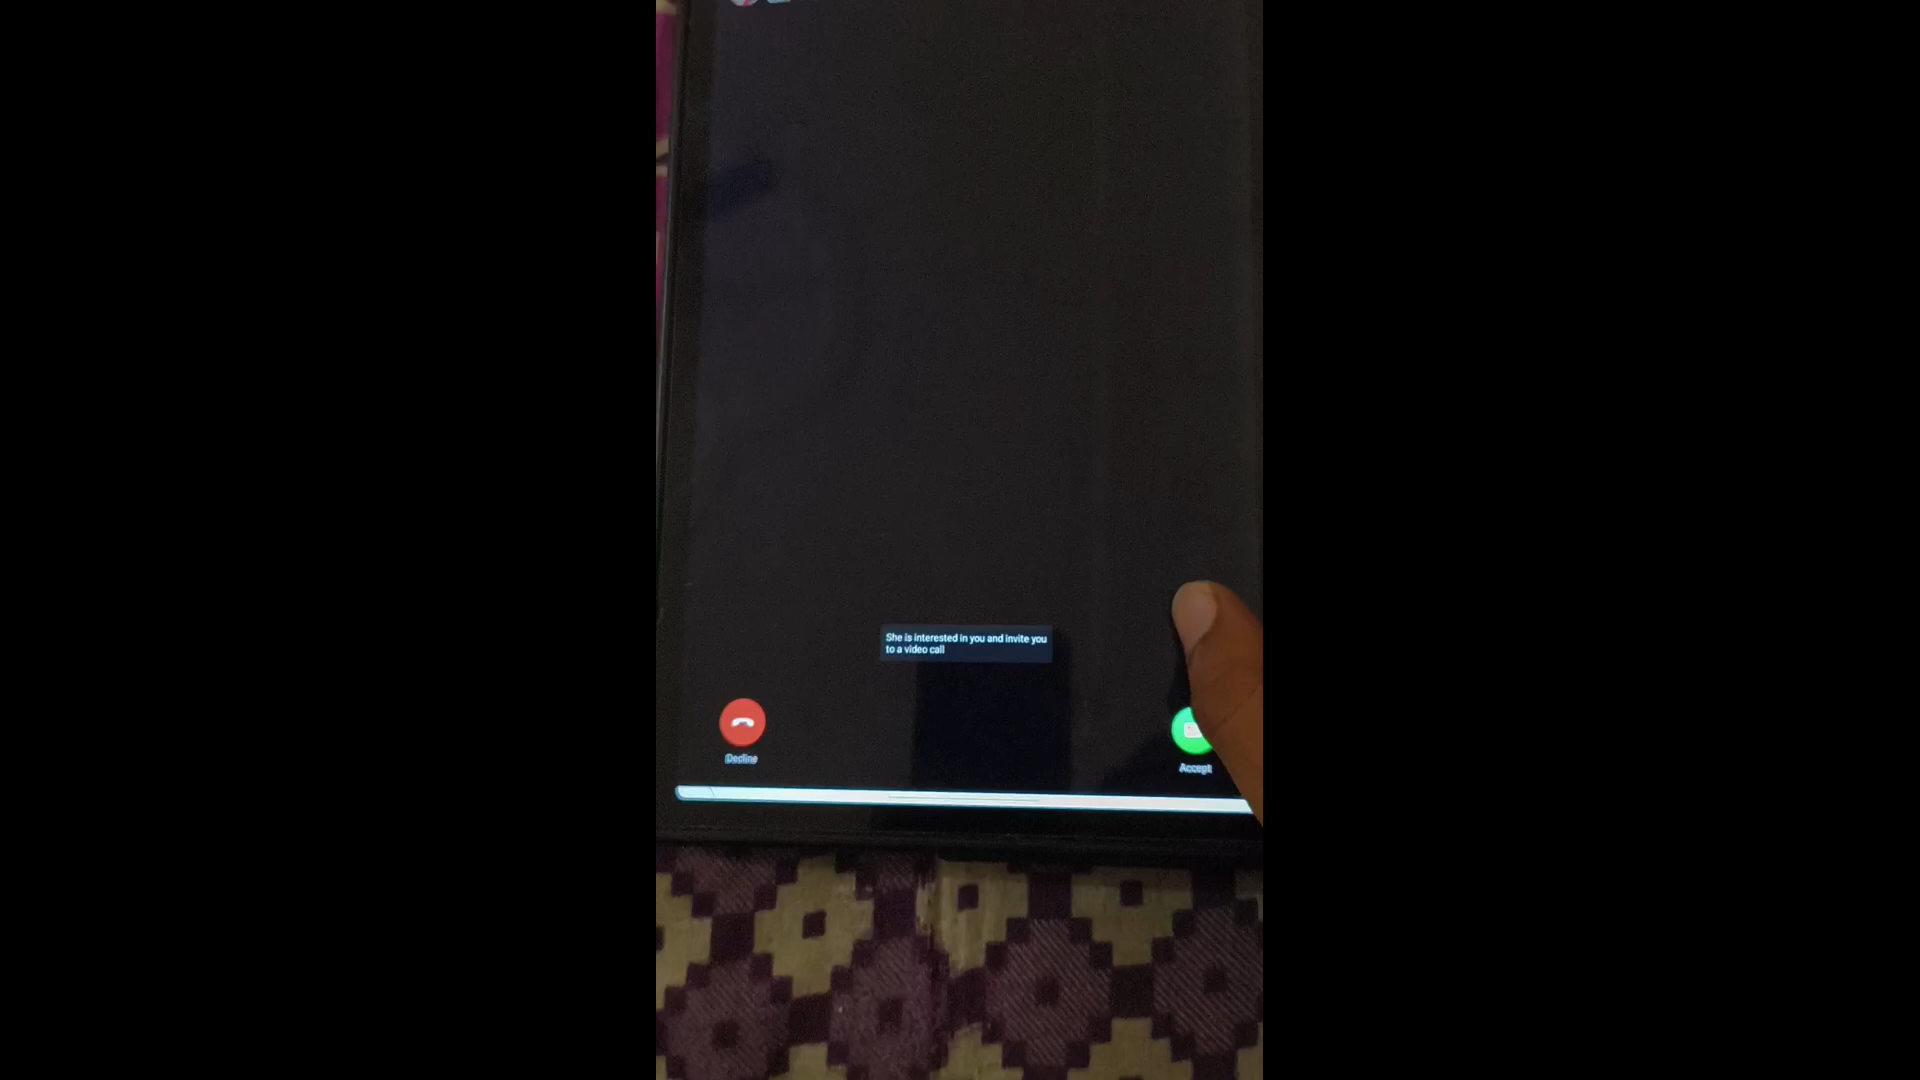 She is interested in you and invite you
to a video call
Decline
Accept